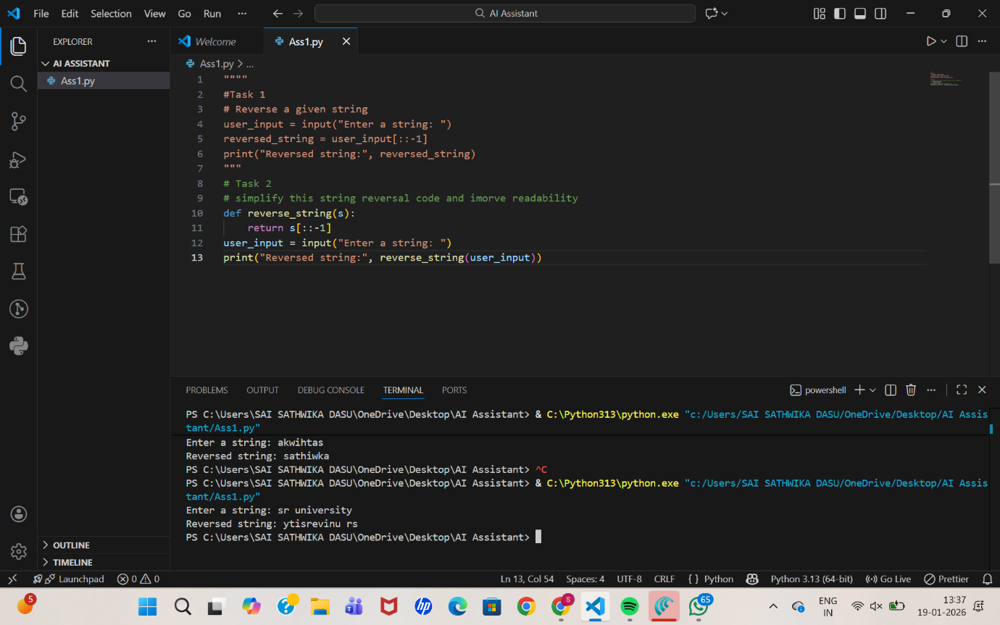 File Edit Selection View Go Run ··· AI Assistant
EXPLORER ···
AI ASSISTANT
Ass1.py
Welcome
Ass1.py
Ass1.py > ...
1 """"
2 #Task 1
3 # Reverse a given string
4 user_input = input("Enter a string: ")
5 reversed_string = user_input[::-1]
6 print("Reversed string:", reversed_string)
7 """
8 # Task 2
9 # simplify this string reversal code and imorve readability
10 def reverse_string(s):
11     return s[::-1]
12 user_input = input("Enter a string: ")
13 print("Reversed string:", reverse_string(user_input))
PROBLEMS OUTPUT DEBUG CONSOLE TERMINAL PORTS powershell
PS C:\Users\SAI SATHWIKA DASU\OneDrive\Desktop\AI Assistant> & C:\Python313\python.exe "c:/Users/SAI SATHWIKA DASU/OneDrive/Desktop/AI Assis
tant/Ass1.py"
Enter a string: akwihtas
Reversed string: sathiwka
PS C:\Users\SAI SATHWIKA DASU\OneDrive\Desktop\AI Assistant> ^C
PS C:\Users\SAI SATHWIKA DASU\OneDrive\Desktop\AI Assistant> & C:\Python313\python.exe "c:/Users/SAI SATHWIKA DASU/OneDrive/Desktop/AI Assis
tant/Ass1.py"
Enter a string: sr university
Reversed string: ytisrevinu rs
PS C:\Users\SAI SATHWIKA DASU\OneDrive\Desktop\AI Assistant>
OUTLINE
TIMELINE
Launchpad 0 0 Ln 13, Col 54 Spaces: 4 UTF-8 CRLF { } Python Python 3.13 (64-bit) Go Live Prettier
5
hp
S
65
ENG
IN
13:37
19-01-2026